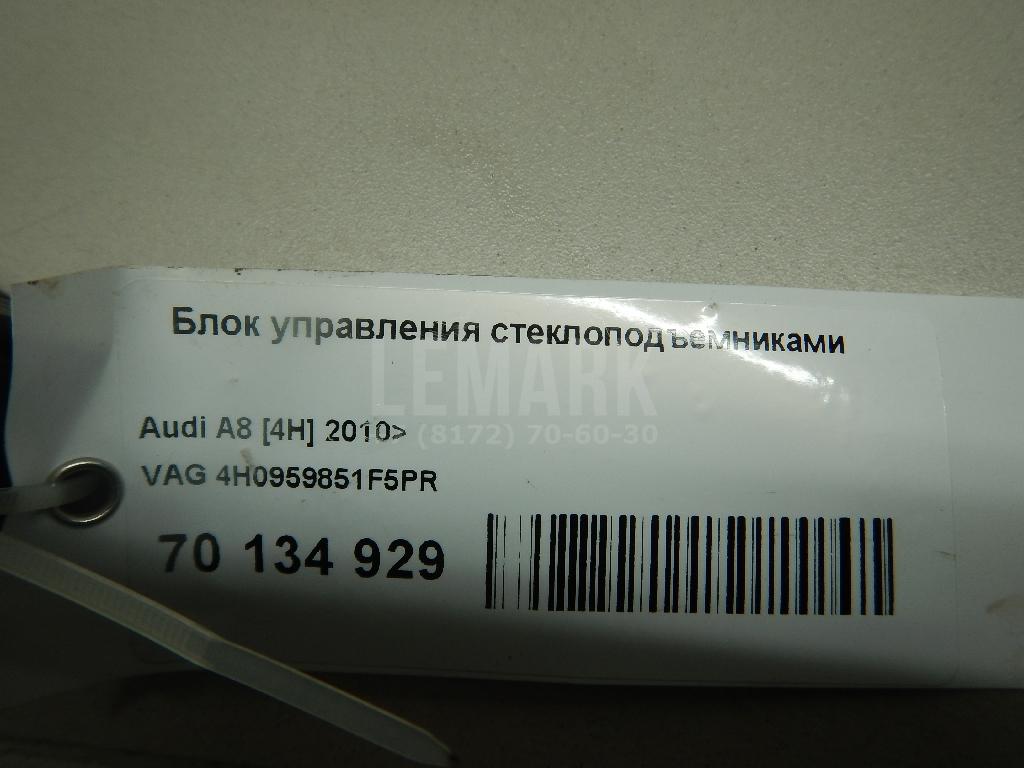 Блок управления стеклоподъемниками
LEMARK
Audi A8 [4H] 2010>
(8172) 70-60-30
VAG 4H0959851F5PR
70 134 929